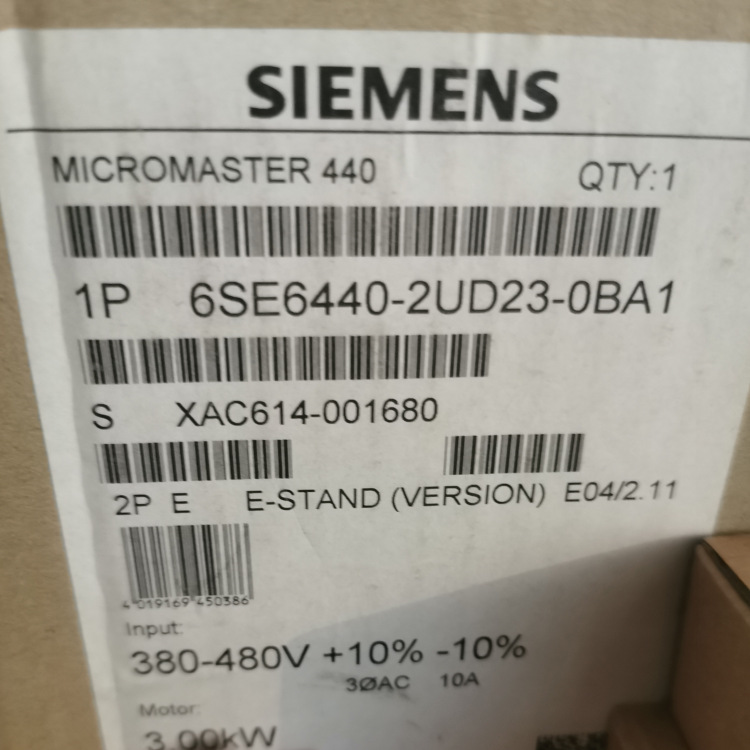 SIEMENS
MICROMASTER 440 QTY:1
1P 6SE6440-2UD23-0BA1
S XAC614-001680
2P E E-STAND (VERSION) E04/2.11
4 019169 450386
Input:
380-480V +10% -10%
3ØAC 10A
Motor:
3.00kW